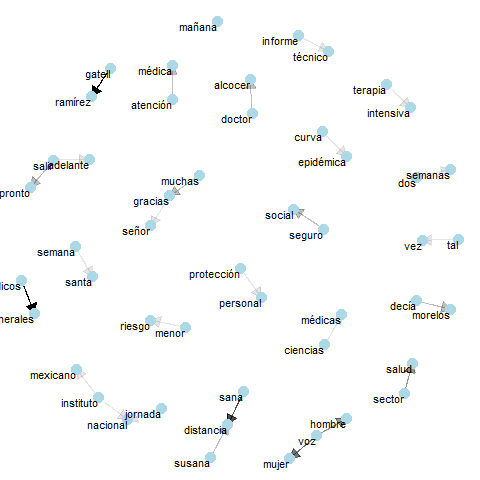 mañana
informe
técnico
gatell
ramírez
médica
atención
alcocer
doctor
terapia
intensiva
curva
epidémica
sali
adelante
pronto
muchas
gracias
señor
semanas
dos
social
seguro
vez
tal
semana
santa
protección
personal
licos
nerales
riesgo
menor
médicas
ciencias
decía
morelos
mexicano
instituto
nacional
jornada
sana
distancia
susana
hombre
voz
mujer
salud
sector